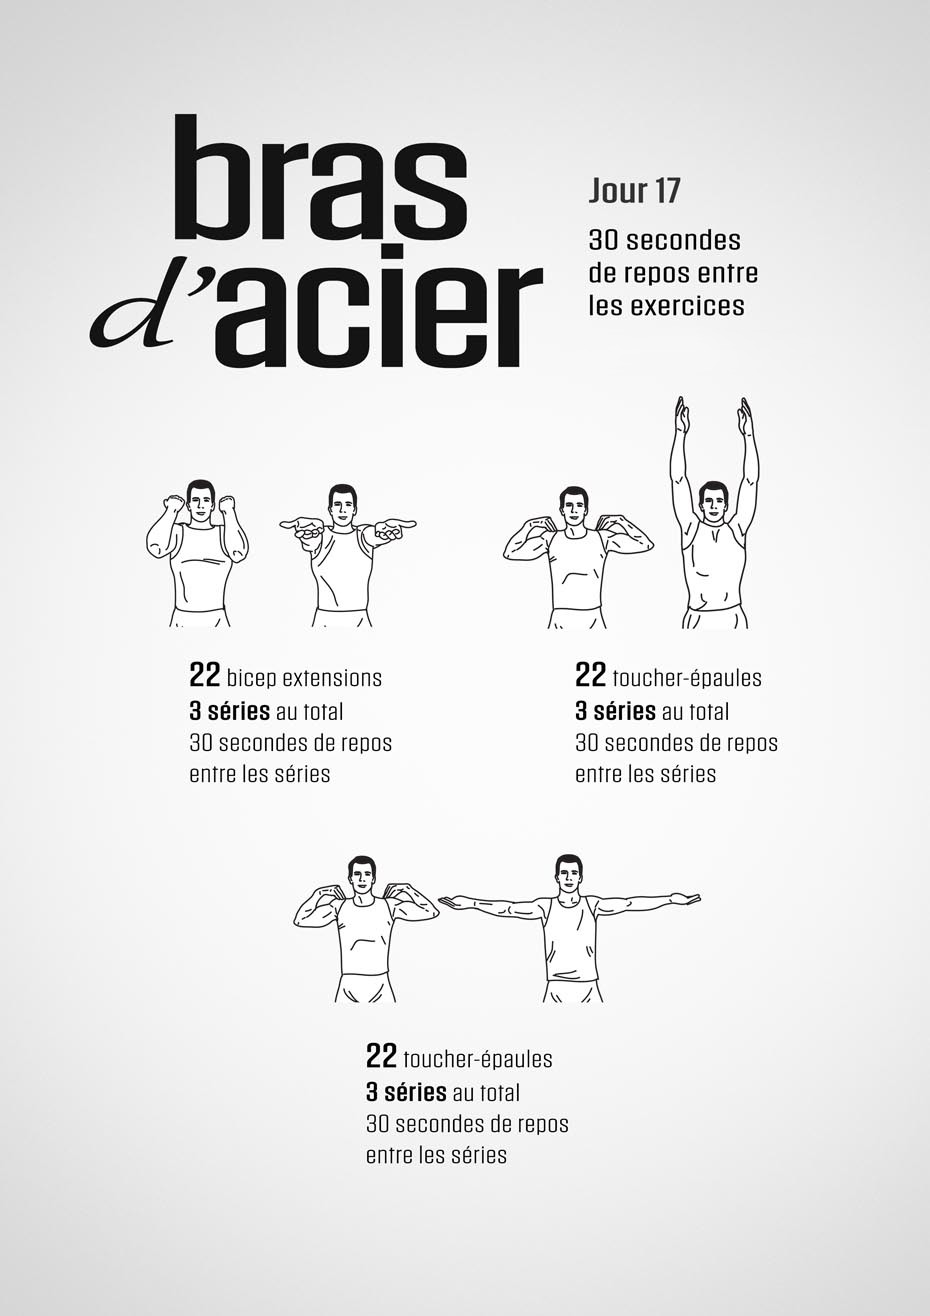 bras
d'acier
Jour 17
30 secondes
de repos entre
les exercices
22 bicep extensions
3 séries au total
30 secondes de repos
entre les séries
22 toucher-épaules
3 séries au total
30 secondes de repos
entre les séries
22 toucher-épaules
3 séries au total
30 secondes de repos
entre les séries